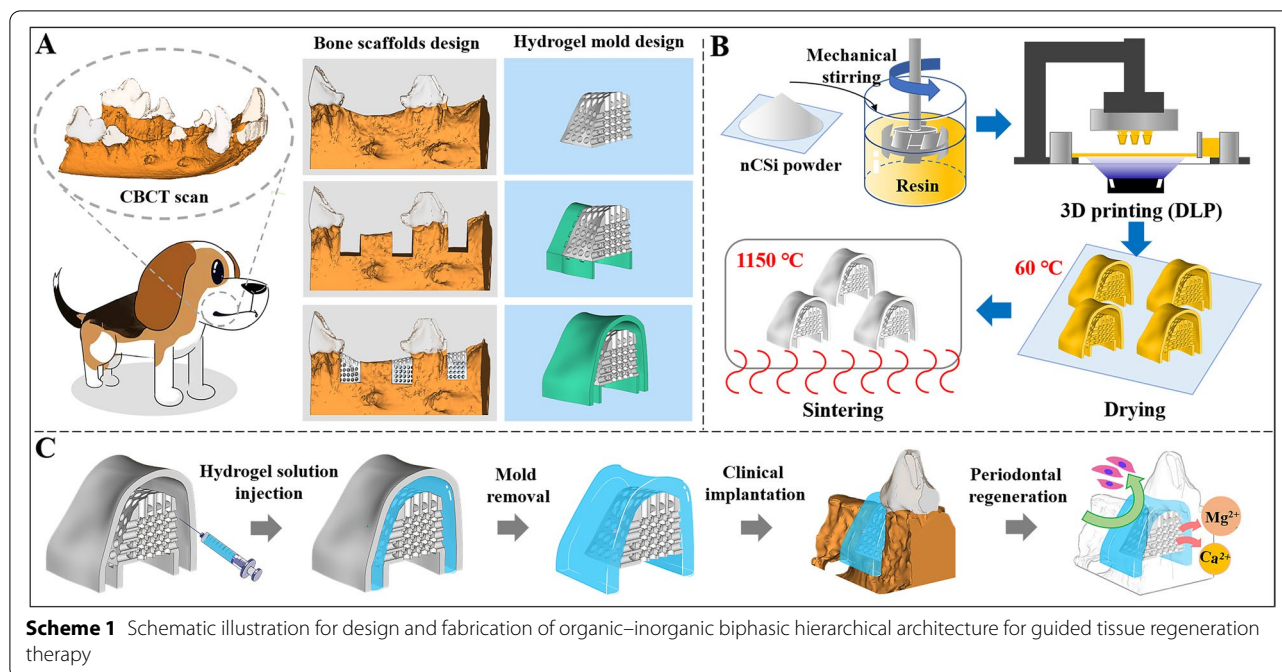 A
CBCT scan
Bone scaffolds design
Hydrogel mold design
B
Mechanical
stirring
nCSi powder
Resin
3D printing (DLP)
60 °C
Drying
1150 °C
Sintering
C
Hydrogel solution
injection
Mold
removal
Clinical
implantation
Periodontal
regeneration
Mg²⁺
Ca²⁺
Scheme 1 Schematic illustration for design and fabrication of organic–inorganic biphasic hierarchical architecture for guided tissue regeneration
therapy